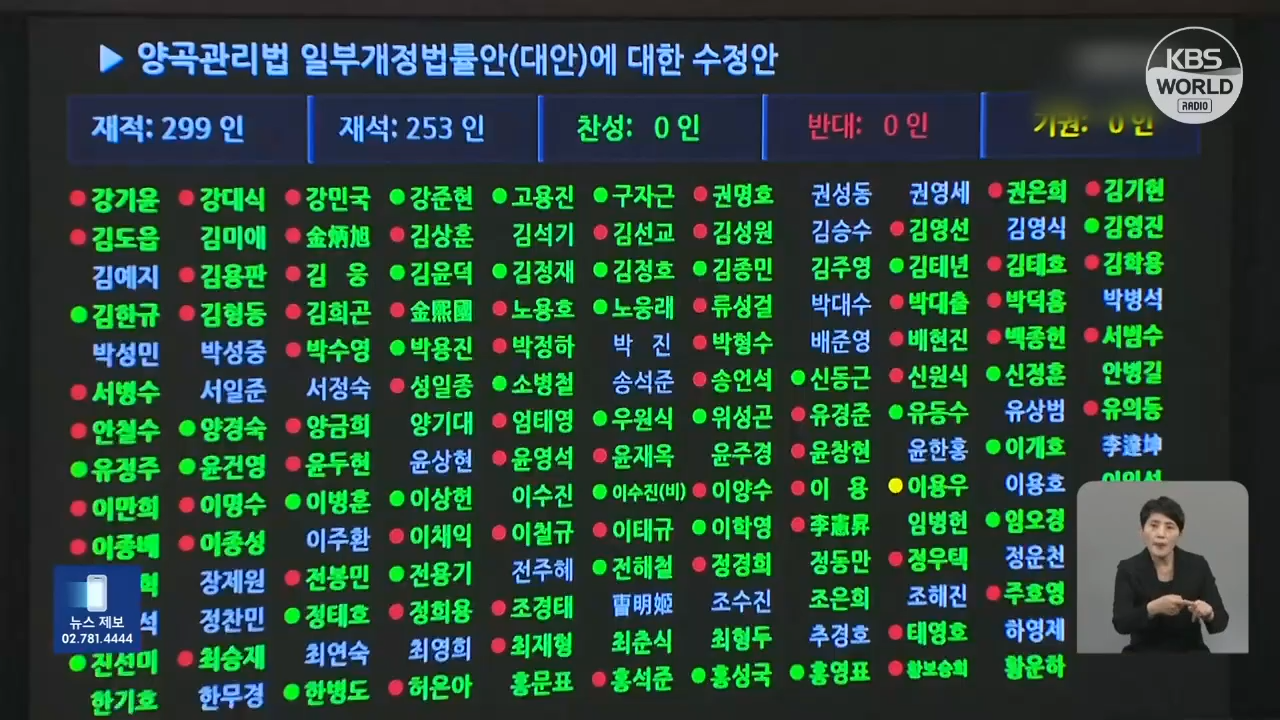 ▶ 양곡관리법 일부개정법률안(대안)에 대한 수정안
KBS
WORLD
RADIO
재적: 299 인 재석: 253 인 찬성: 0 인 반대: 0 인 기권: 0 인
강기윤 강대식 강민국 강준현 고용진 구자근 권명호 권성동 권영세 권은희 김기현
김도읍 김미애 金炳旭 김상훈 김석기 김선교 김성원 김승수 김영선 김영식 김영진
김예지 김용판 김 웅 김윤덕 김정재 김정호 김종민 김주영 김태년 김태호 김학용
김한규 김형동 김희곤 金熙國 노용호 노웅래 류성걸 박대수 박대출 박덕흠 박병석
박성민 박성중 박수영 박용진 박정하 박 진 박형수 배준영 배현진 백종헌 서범수
서병수 서일준 서정숙 성일종 소병철 송석준 송언석 신동근 신원식 신정훈 안병길
안철수 양경숙 양금희 양기대 엄태영 우원식 위성곤 유경준 유동수 유상범 유의동
유정주 윤건영 윤두현 윤상현 윤영석 윤재옥 윤주경 윤창현 윤한홍 이개호 李達坤
이만희 이명수 이병훈 이상헌 이수진 이수진(비) 이양수 이 용 이용우 이용호
이종배 이종성 이주환 이채익 이철규 이태규 이학영 李憲昇 임병헌 임오경
장제원 전봉민 전용기 전주혜 전해철 정경희 정동만 정우택 정운천
정찬민 정태호 정희용 조경태 曺明姬 조수진 조은희 조해진 주호영
진선미 최승재 최연숙 최영희 최재형 최춘식 최형두 추경호 태영호 하영제
한기호 한무경 한병도 허은아 홍문표 홍석준 홍성국 홍영표 황보승희 황운하
뉴스 제보
02.781.4444